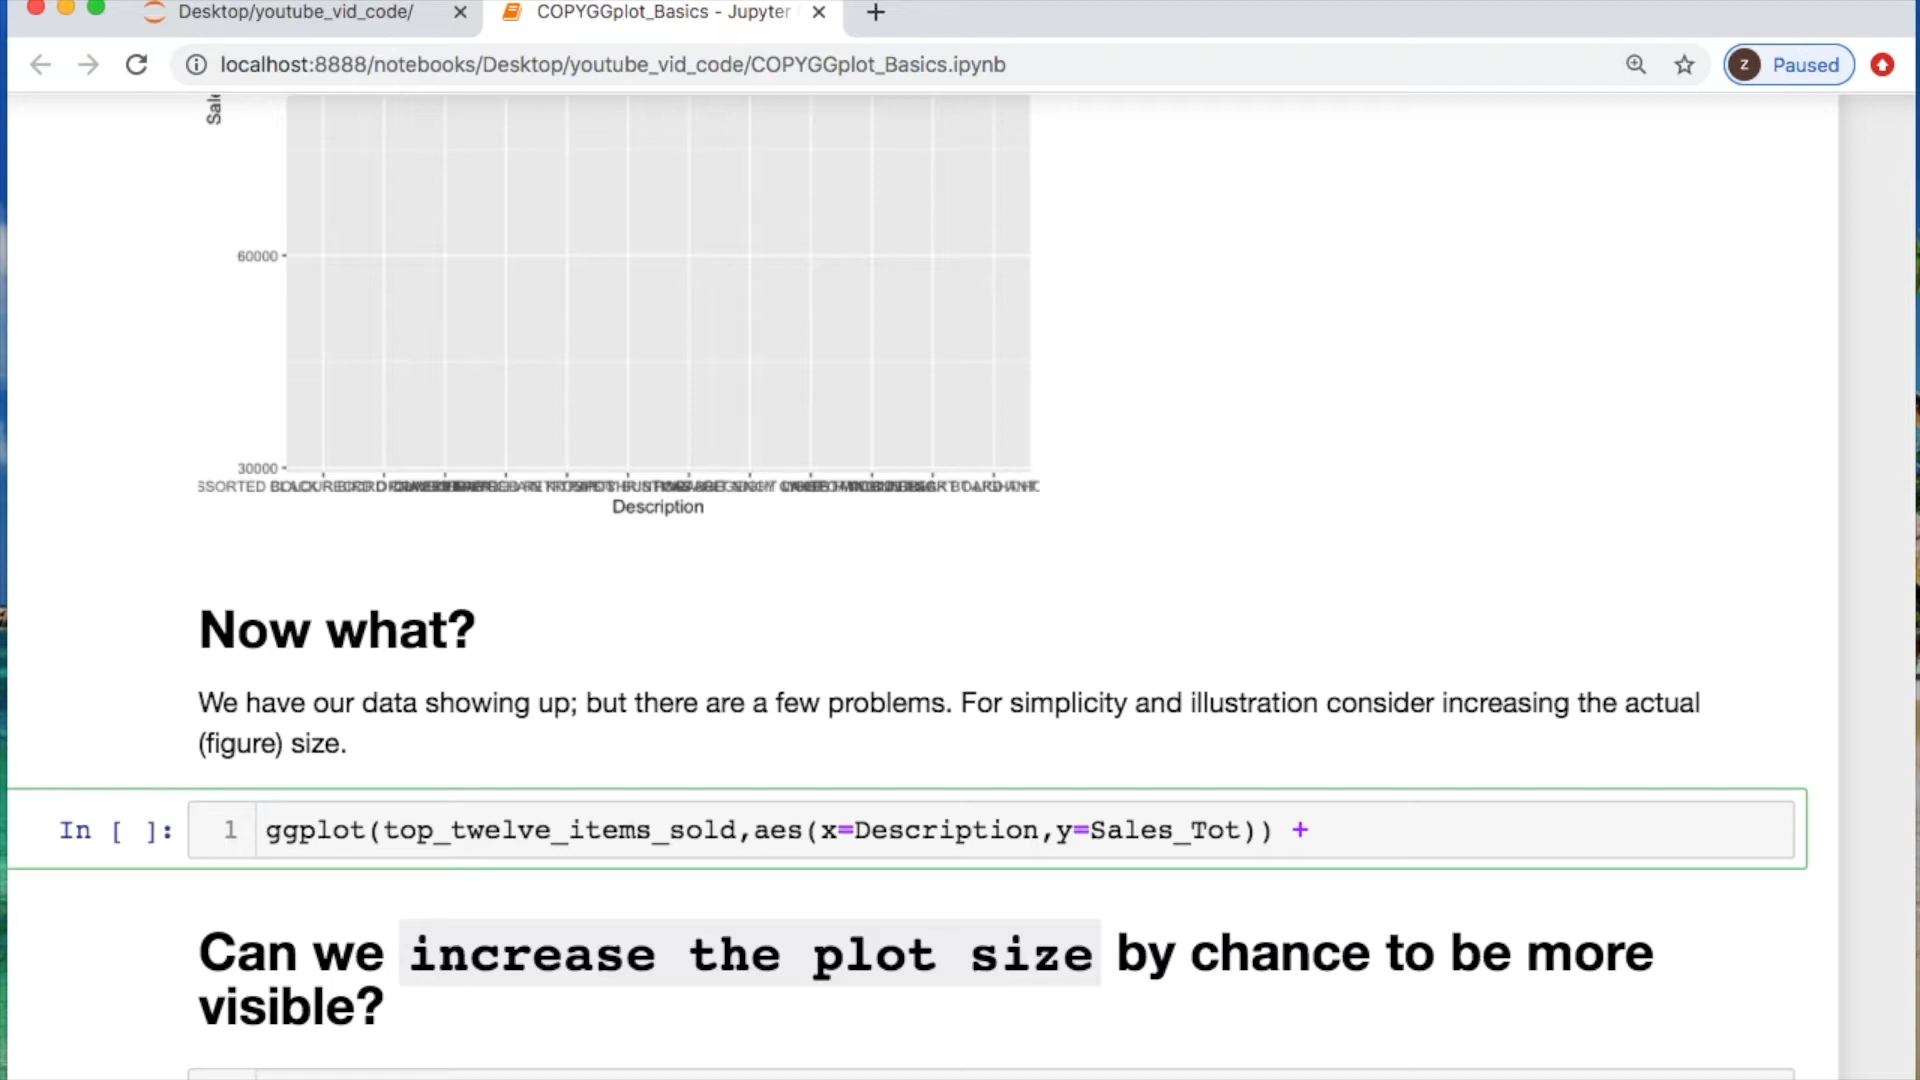 Desktop/youtube_vid_code/
COPYGGplot_Basics - Jupyter
localhost:8888/notebooks/Desktop/youtube_vid_code/COPYGGplot_Basics.ipynb
z Paused
Sale
60000
30000
Description
Now what?
We have our data showing up; but there are a few problems. For simplicity and illustration consider increasing the actual
(figure) size.
In [ ]: 1 ggplot(top_twelve_items_sold,aes(x=Description,y=Sales_Tot)) +
Can we increase the plot size by chance to be more
visible?